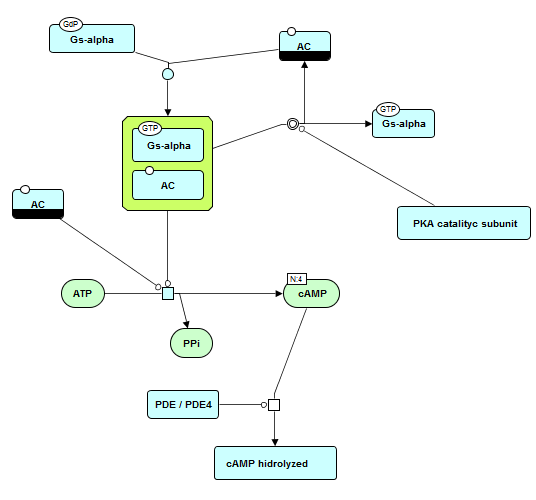 GdP
Gs-alpha
AC
GTP
Gs-alpha
AC
GTP
Gs-alpha
AC
PKA catalityc subunit
ATP
N:4
cAMP
PPi
PDE / PDE4
cAMP hidrolyzed